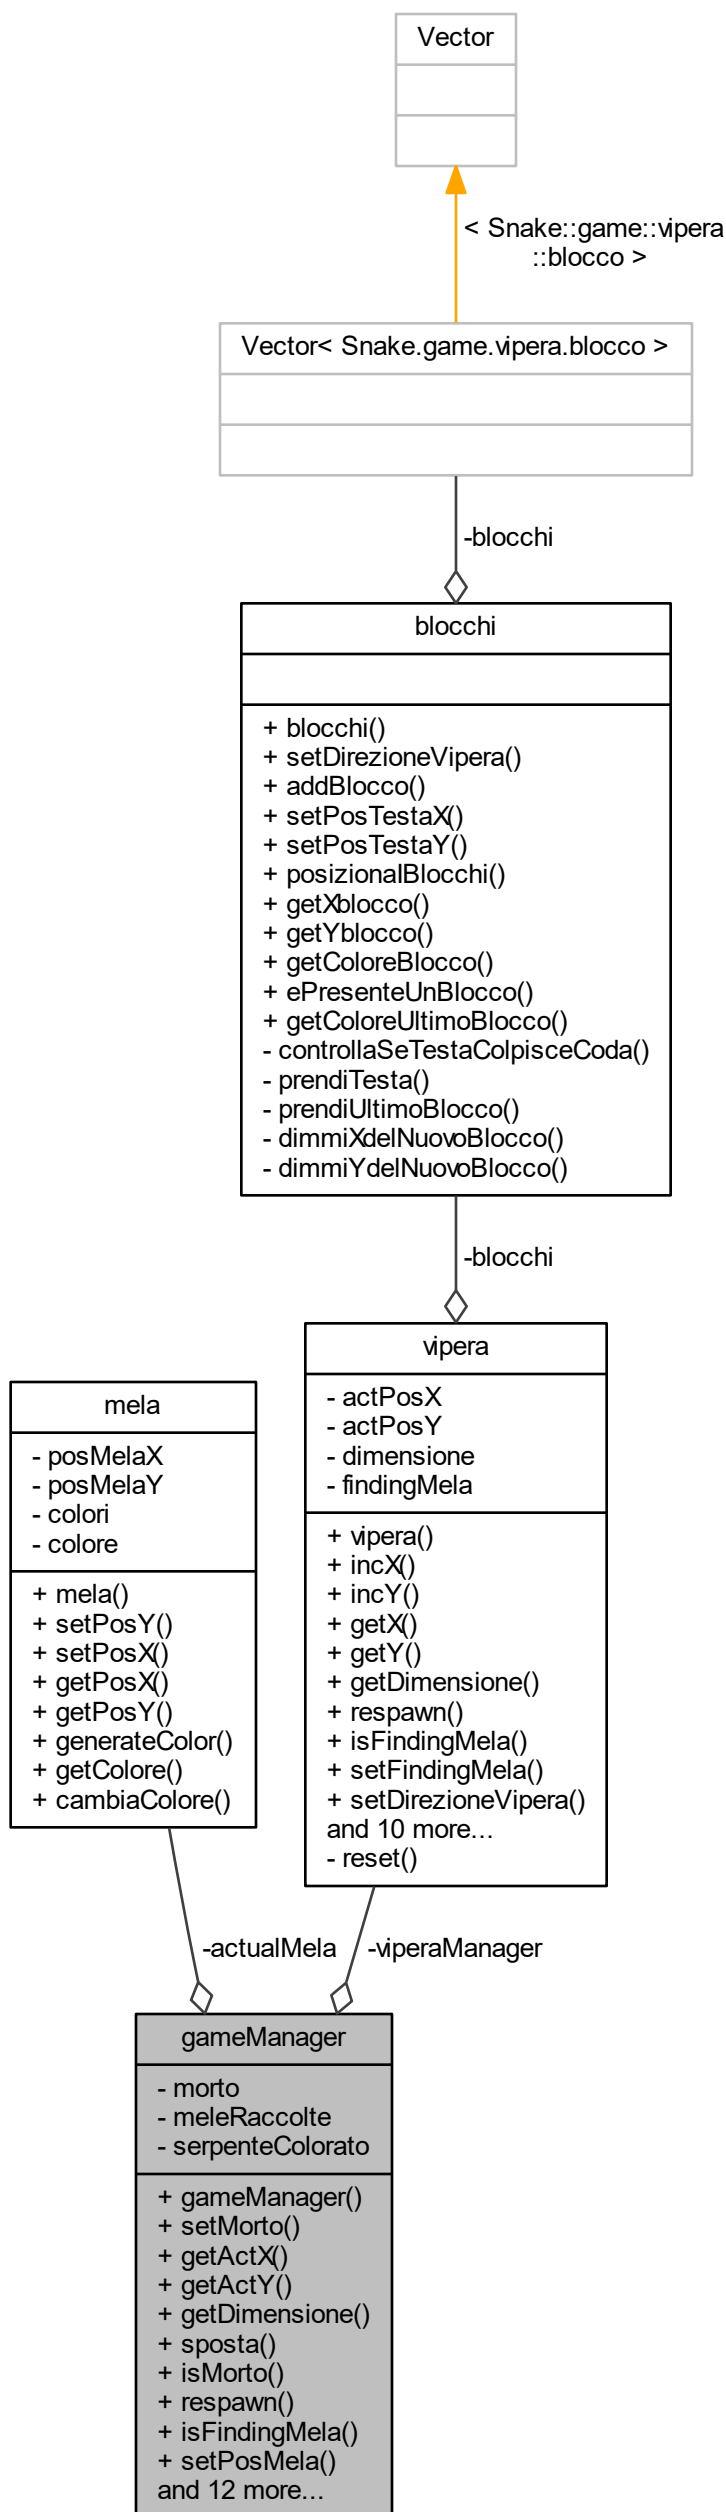 Vector
< Snake::game::vipera
::blocco >
Vector< Snake.game.vipera.blocco >
-blocchi
blocchi
+ blocchi()
+ setDirezioneVipera()
+ addBlocco()
+ setPosTestaX()
+ setPosTestaY()
+ posizionaIBlocchi()
+ getXblocco()
+ getYblocco()
+ getColoreBlocco()
+ ePresenteUnBlocco()
+ getColoreUltimoBlocco()
- controllaSeTestaColpisceCoda()
- prendiTesta()
- prendiUltimoBlocco()
- dimmiXdelNuovoBlocco()
- dimmiYdelNuovoBlocco()
-blocchi
vipera
- actPosX
- actPosY
- dimensione
- findingMela
+ vipera()
+ incX()
+ incY()
+ getX()
+ getY()
+ getDimensione()
+ respawn()
+ isFindingMela()
+ setFindingMela()
+ setDirezioneVipera()
and 10 more...
- reset()
mela
- posMelaX
- posMelaY
- colori
- colore
+ mela()
+ setPosY()
+ setPosX()
+ getPosX()
+ getPosY()
+ generateColor()
+ getColore()
+ cambiaColore()
-actualMela
-viperaManager
gameManager
- morto
- meleRaccolte
- serpenteColorato
+ gameManager()
+ setMorto()
+ getActX()
+ getActY()
+ getDimensione()
+ sposta()
+ isMorto()
+ respawn()
+ isFindingMela()
+ setPosMela()
and 12 more...